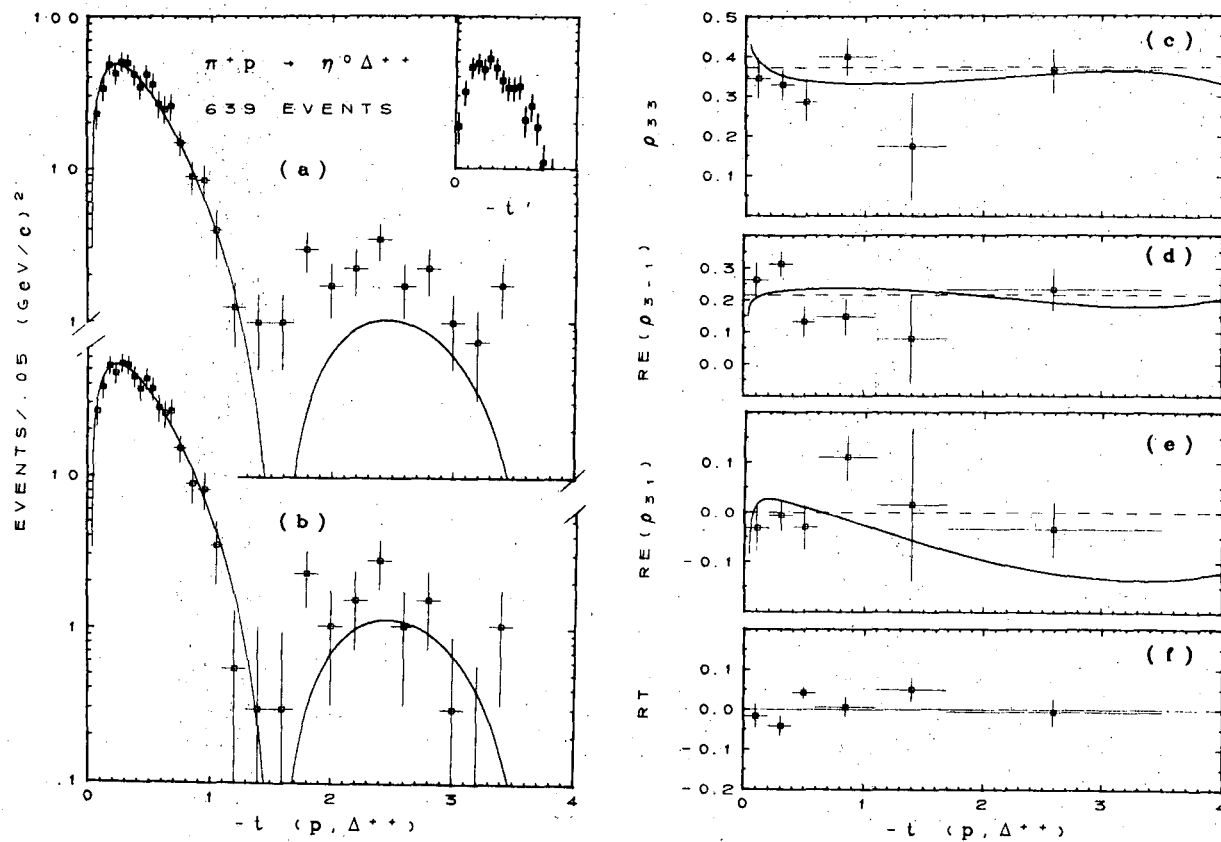 100
π⁺p → η⁰Δ⁺⁺
639 EVENTS
(a)
10
0
-t'
1
EVENTS/.05 (GeV/c)²
10
(b)
1
.1
0 1 2 3 4
-t (p,Δ⁺⁺)
0.5
0.4
0.3
0.2
0.1
ρ33
(c)
0.3
0.2
0.1
0.0
RE(ρ3-1)
(d)
0.1
0.0
-0.1
RE(ρ31)
(e)
0.1
0.0
-0.1
-0.2
RT
(f)
0 1 2 3 4
-t (p,Δ⁺⁺)